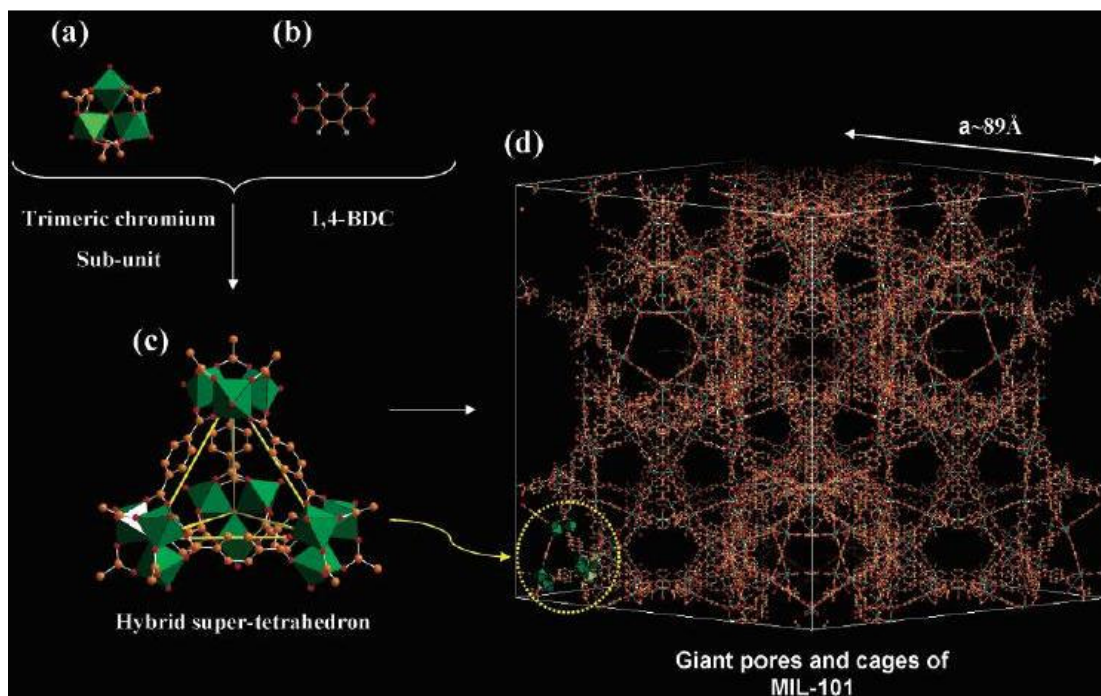 (a)
(b)
Trimeric chromium
Sub-unit
1,4-BDC
(c)
Hybrid super-tetrahedron
(d)
a~89Å
Giant pores and cages of
MIL-101